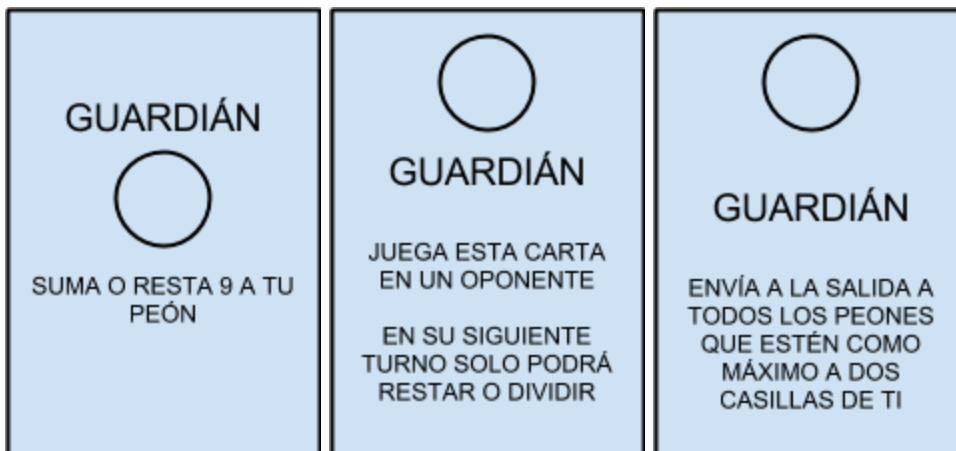 GUARDIÁN
SUMA O RESTA 9 A TU
PEÓN
GUARDIÁN
JUEGA ESTA CARTA
EN UN OPONENTE
EN SU SIGUIENTE
TURNO SOLO PODRÁ
RESTAR O DIVIDIR
GUARDIÁN
ENVÍA A LA SALIDA A
TODOS LOS PEONES
QUE ESTÉN COMO
MÁXIMO A DOS
CASILLAS DE TI